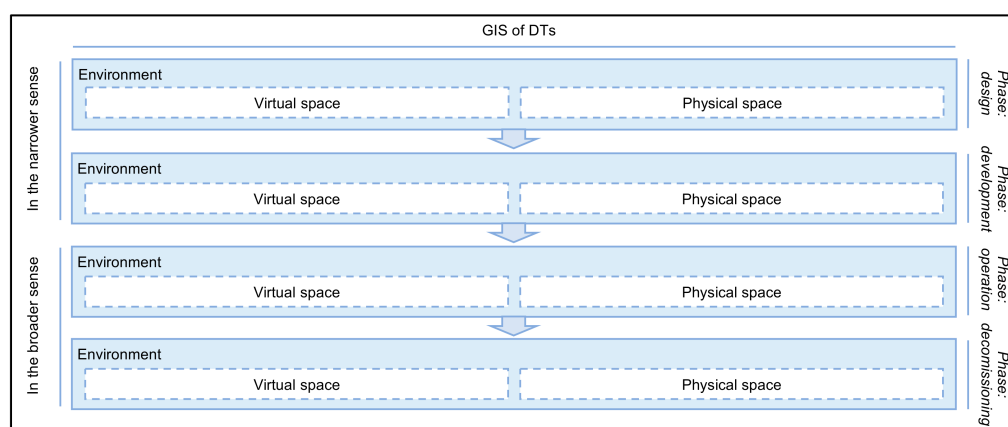 GIS of DTs
In the narrower sense
Environment
Virtual space
Physical space
Phase:
design
Environment
Virtual space
Physical space
Phase:
development
In the broader sense
Environment
Virtual space
Physical space
Phase:
operation
Environment
Virtual space
Physical space
Phase:
decomissioning